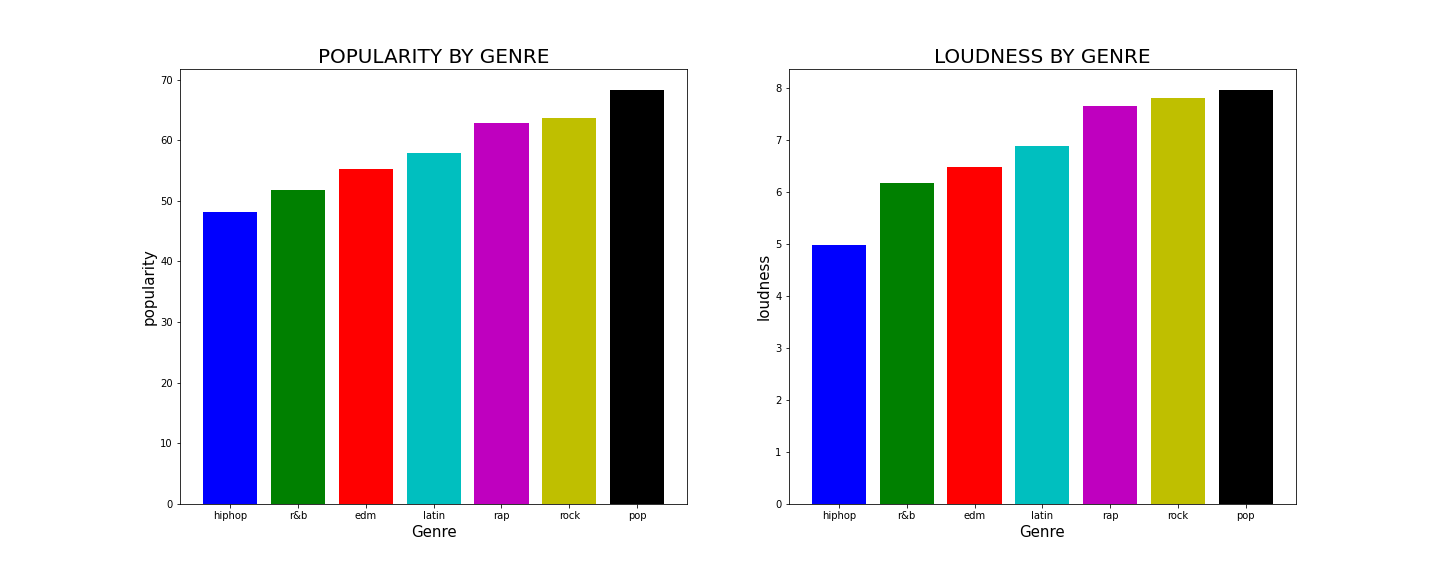 POPULARITY BY GENRE
70
60
50
40
30
20
10
0
popularity
hiphop r&b edm latin rap rock pop
Genre
LOUDNESS BY GENRE
8
7
6
5
4
3
2
1
0
loudness
hiphop r&b edm latin rap rock pop
Genre